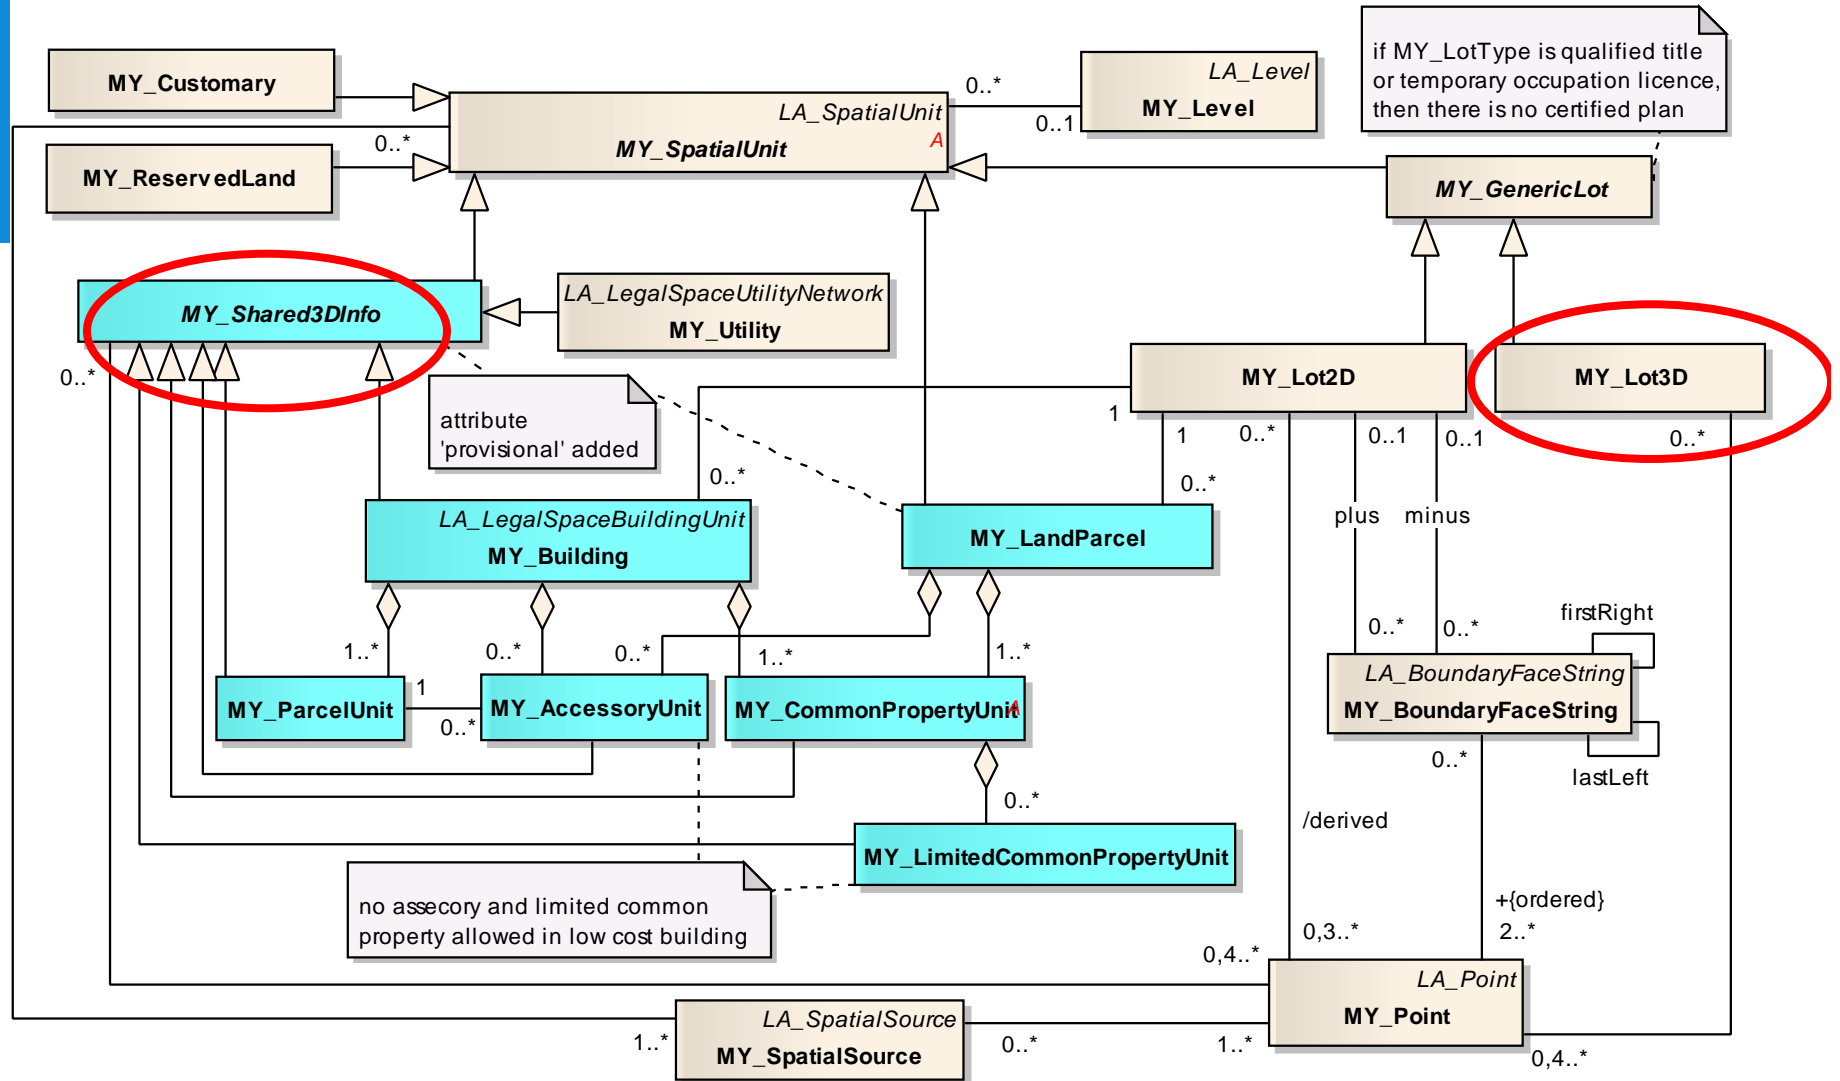 MY_Customary
LA_SpatialUnit
MY_SpatialUnit
A
0..*
0..1
LA_Level
MY_Level
if MY_LotType is qualified title
or temporary occupation licence,
then there is no certified plan
0..*
MY_ReservedLand
MY_GenericLot
MY_Shared3DInfo
LA_LegalSpaceUtilityNetwork
MY_Utility
0..*
attribute
'provisional' added
MY_Lot2D
MY_Lot3D
1
1
0..*
0..1
0..1
0..*
0..*
0..*
LA_LegalSpaceBuildingUnit
MY_Building
MY_LandParcel
plus
minus
1..*
0..*
0..*
1..*
1..*
0..*
0..*
firstRight
MY_ParcelUnit
1
0..*
MY_AccessoryUnit
MY_CommonPropertyUnit
A
LA_BoundaryFaceString
MY_BoundaryFaceString
0..*
lastLeft
0..*
/derived
MY_LimitedCommonPropertyUnit
no assecory and limited common
property allowed in low cost building
+{ordered}
0,3..*
2..*
0,4..*
LA_Point
MY_Point
LA_SpatialSource
MY_SpatialSource
1..*
0..*
1..*
0,4..*